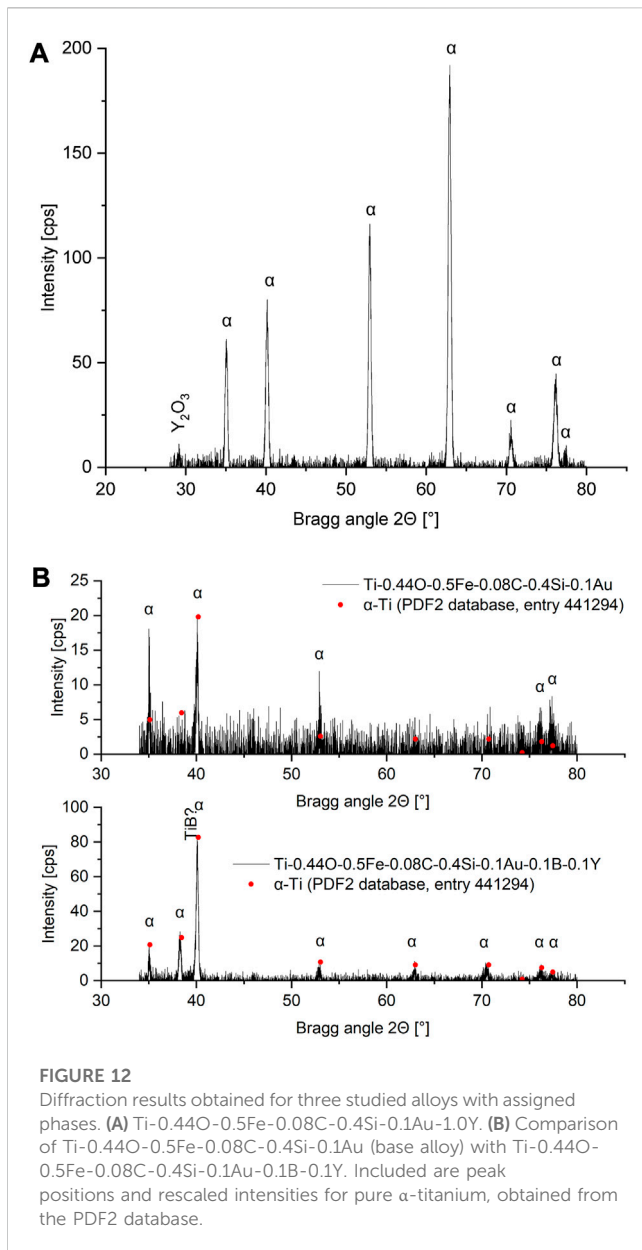 A
α
200
150
α
100
α
α
α
50
α
α
Y₂O₃
0
20 30 40 50 60 70 80
Intensity [cps]
Bragg angle 2Θ [°]
B
25
20
15
10
5
0
Intensity [cps]
Ti-0.44O-0.5Fe-0.08C-0.4Si-0.1Au
α-Ti (PDF2 database, entry 441294)
α α α α α
30 40 50 60 70 80
100
80
60
40
20
0
Intensity [cps]
TiB? α
Ti-0.44O-0.5Fe-0.08C-0.4Si-0.1Au-0.1B-0.1Y
α-Ti (PDF2 database, entry 441294)
α α α α α α α
30 40 50 60 70 80
Bragg angle 2Θ [°]
FIGURE 12
Diffraction results obtained for three studied alloys with assigned
phases. (A) Ti-0.44O-0.5Fe-0.08C-0.4Si-0.1Au-1.0Y. (B) Comparison
of Ti-0.44O-0.5Fe-0.08C-0.4Si-0.1Au (base alloy) with Ti-0.44O-
0.5Fe-0.08C-0.4Si-0.1Au-0.1B-0.1Y. Included are peak
positions and rescaled intensities for pure α-titanium, obtained from
the PDF2 database.